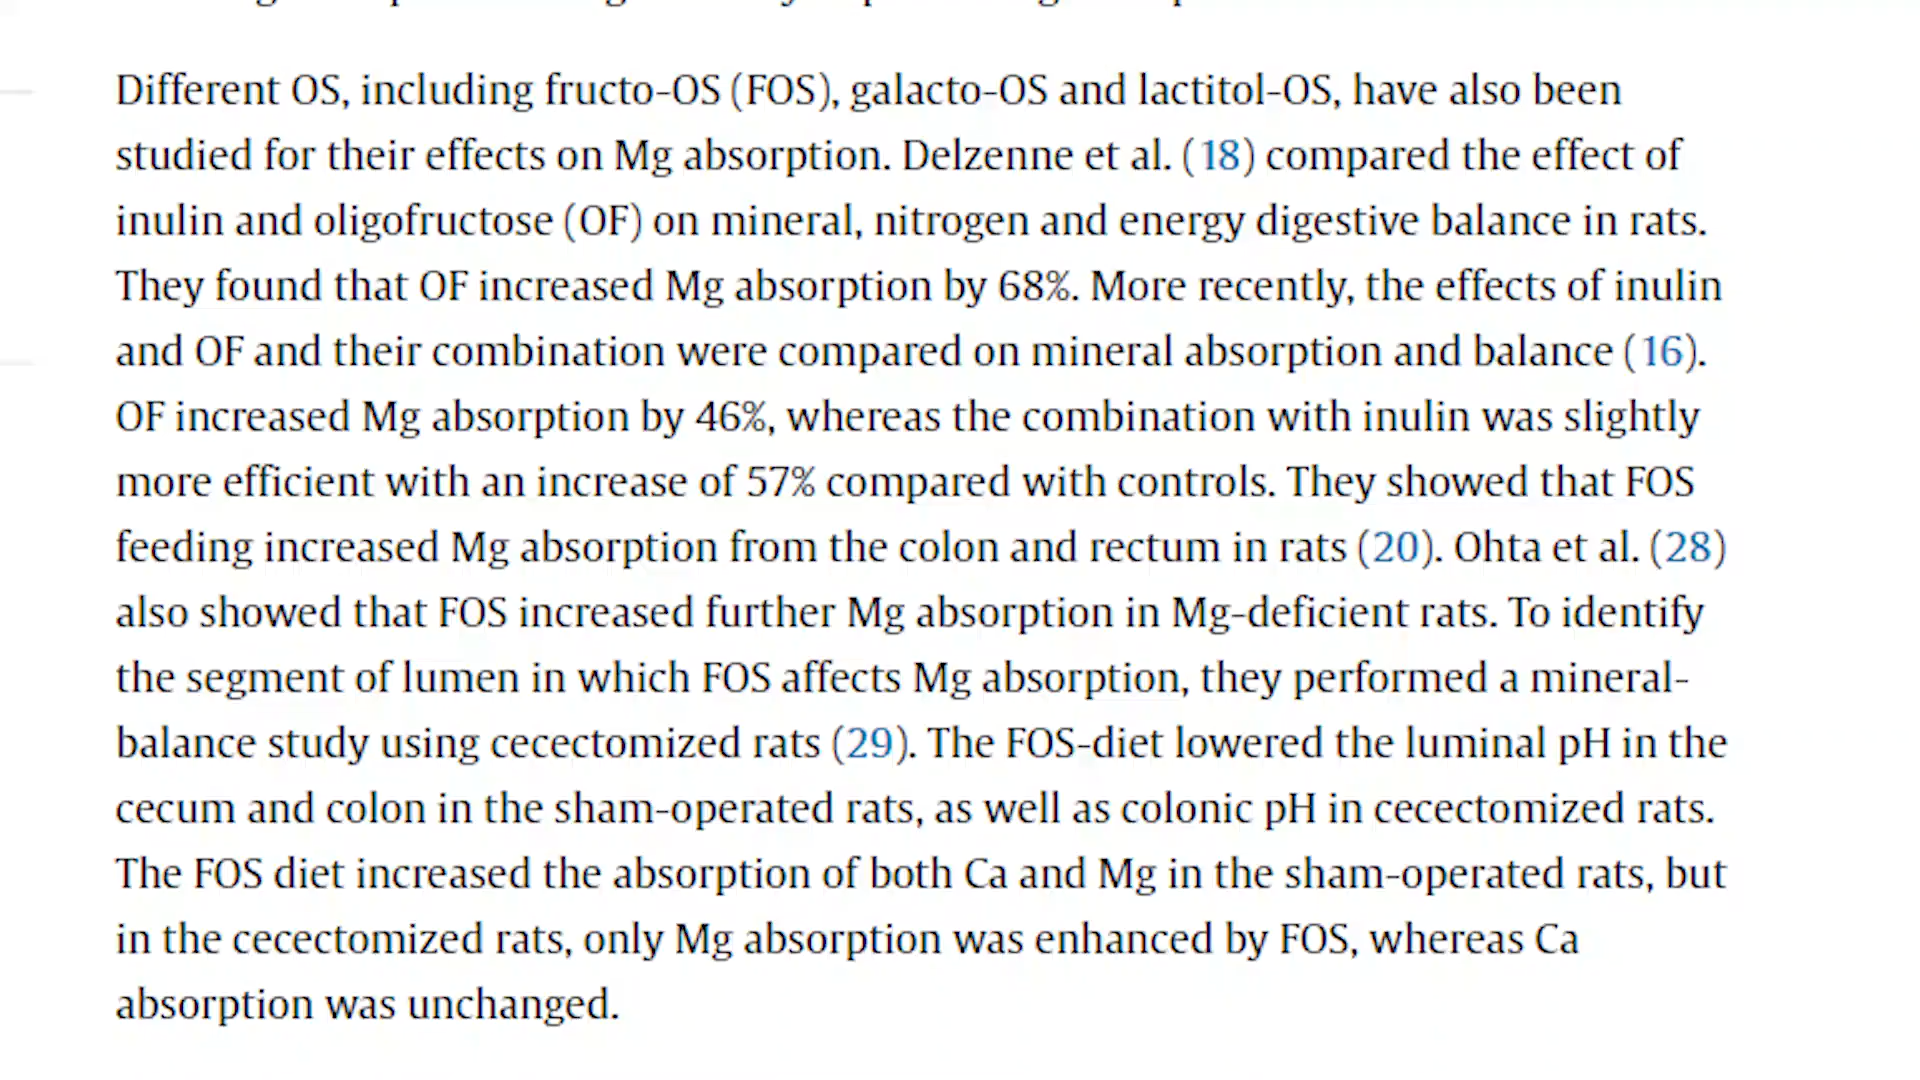 Different OS, including fructo-OS (FOS), galacto-OS and lactitol-OS, have also been
studied for their effects on Mg absorption. Delzenne et al. (18) compared the effect of
inulin and oligofructose (OF) on mineral, nitrogen and energy digestive balance in rats.
They found that OF increased Mg absorption by 68%. More recently, the effects of inulin
and OF and their combination were compared on mineral absorption and balance (16).
OF increased Mg absorption by 46%, whereas the combination with inulin was slightly
more efficient with an increase of 57% compared with controls. They showed that FOS
feeding increased Mg absorption from the colon and rectum in rats (20). Ohta et al. (28)
also showed that FOS increased further Mg absorption in Mg-deficient rats. To identify
the segment of lumen in which FOS affects Mg absorption, they performed a mineral-
balance study using cecectomized rats (29). The FOS-diet lowered the luminal pH in the
cecum and colon in the sham-operated rats, as well as colonic pH in cecectomized rats.
The FOS diet increased the absorption of both Ca and Mg in the sham-operated rats, but
in the cecectomized rats, only Mg absorption was enhanced by FOS, whereas Ca
absorption was unchanged.